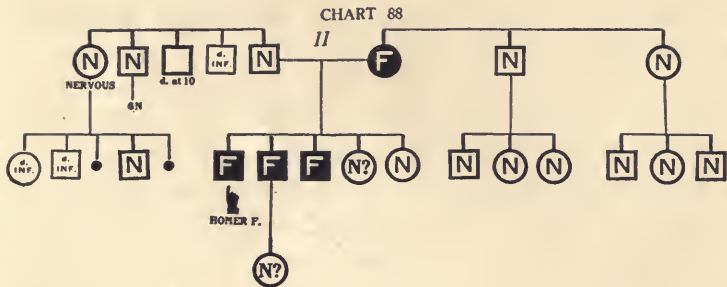 CHART 88
II
N N d. INF. N F N N
NERVOUS d. at 10
6N
d. INF. d. INF. N F F F N? N N N N N N N
HOMER F.
N?